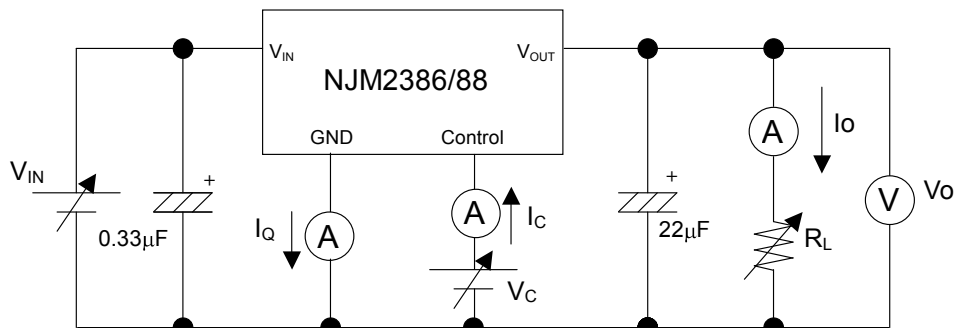 V_IN V_OUT
NJM2386/88
GND Control
A Io
V_IN + + V Vo
A I_C
0.33µF I_Q A 22µF R_L
V_C